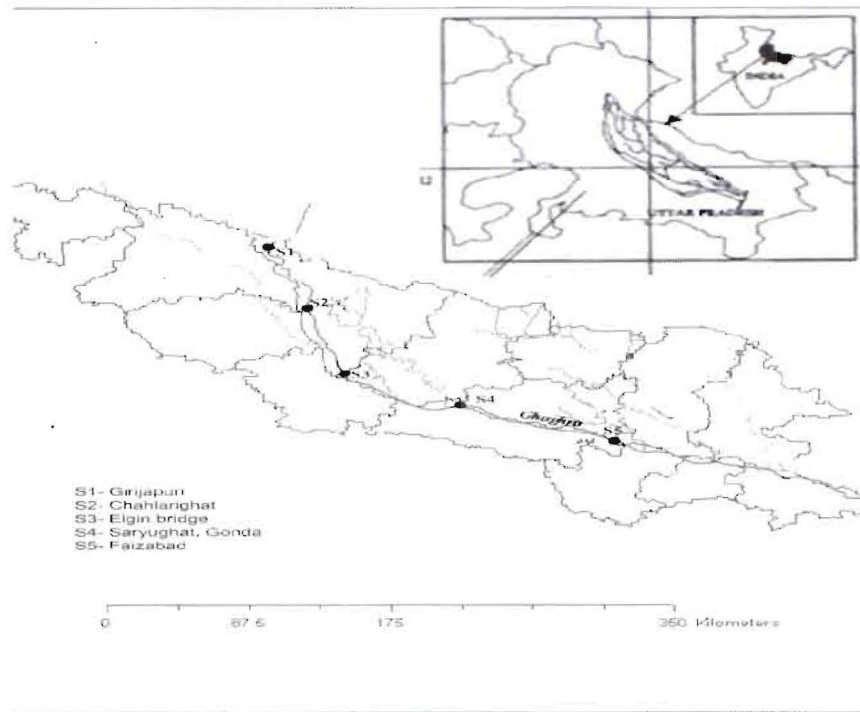 INDIA
UTTAR PRADESH
S1
S2
S3
S4
Ghaghra
S5
S1- Girijapuri
S2- Chahlarighat
S3- Elgin bridge
S4- Saryughat, Gonda
S5- Faizabad
0 87.5 175 350 Kilometers